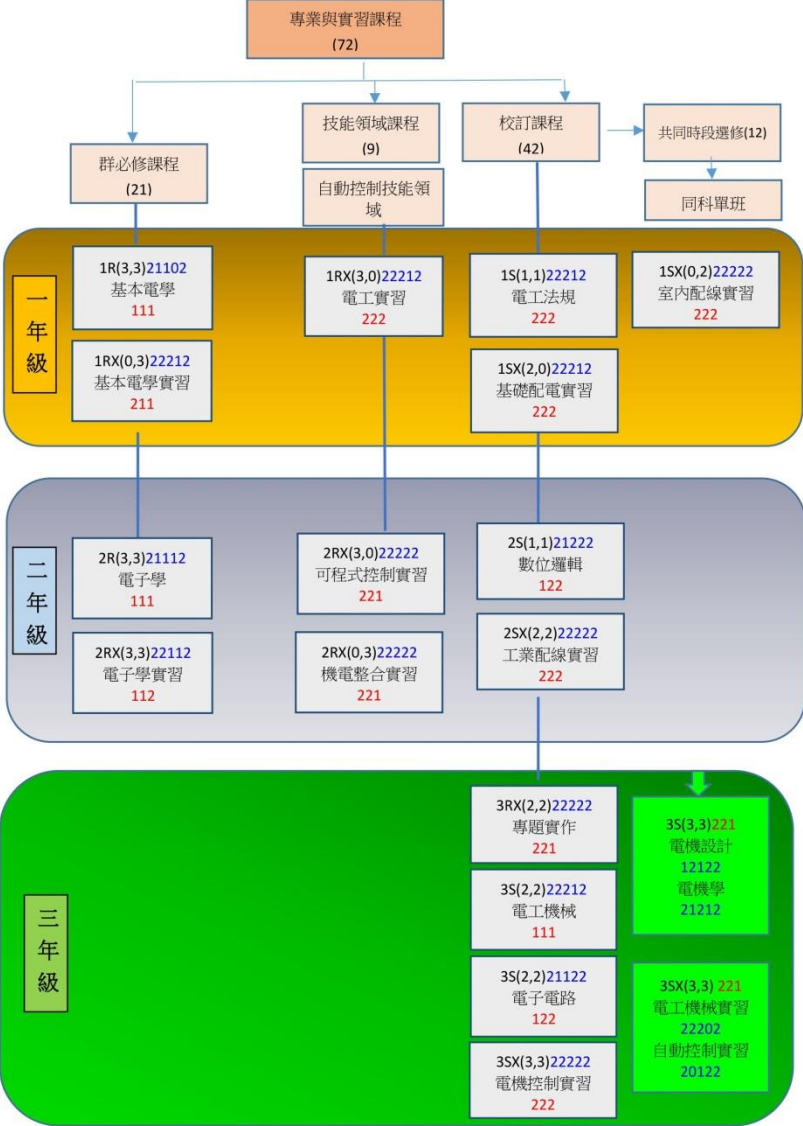 專業與實習課程
(72)
群必修課程
(21)
技能領域課程
(9)
自動控制技能領
域
校訂課程
(42)
共同時段選修(12)
同科單班
一年級
1R(3,3)21102
基本電學
111
1RX(0,3)22212
基本電學實習
211
1RX(3,0)22212
電工實習
222
1S(1,1)22212
電工法規
222
1SX(2,0)22212
基礎配電實習
222
1SX(0,2)22222
室內配線實習
222
二年級
2R(3,3)21112
電子學
111
2RX(3,3)22112
電子學實習
112
2RX(3,0)22222
可程式控制實習
221
2RX(0,3)22222
機電整合實習
221
2S(1,1)21222
數位邏輯
122
2SX(2,2)22222
工業配線實習
222
三年級
3RX(2,2)22222
專題實作
221
3S(2,2)22212
電工機械
111
3S(2,2)21122
電子電路
122
3SX(3,3)22222
電機控制實習
222
3S(3,3)221
電機設計
12122
電機學
21212
3SX(3,3) 221
電工機械實習
22202
自動控制實習
20122